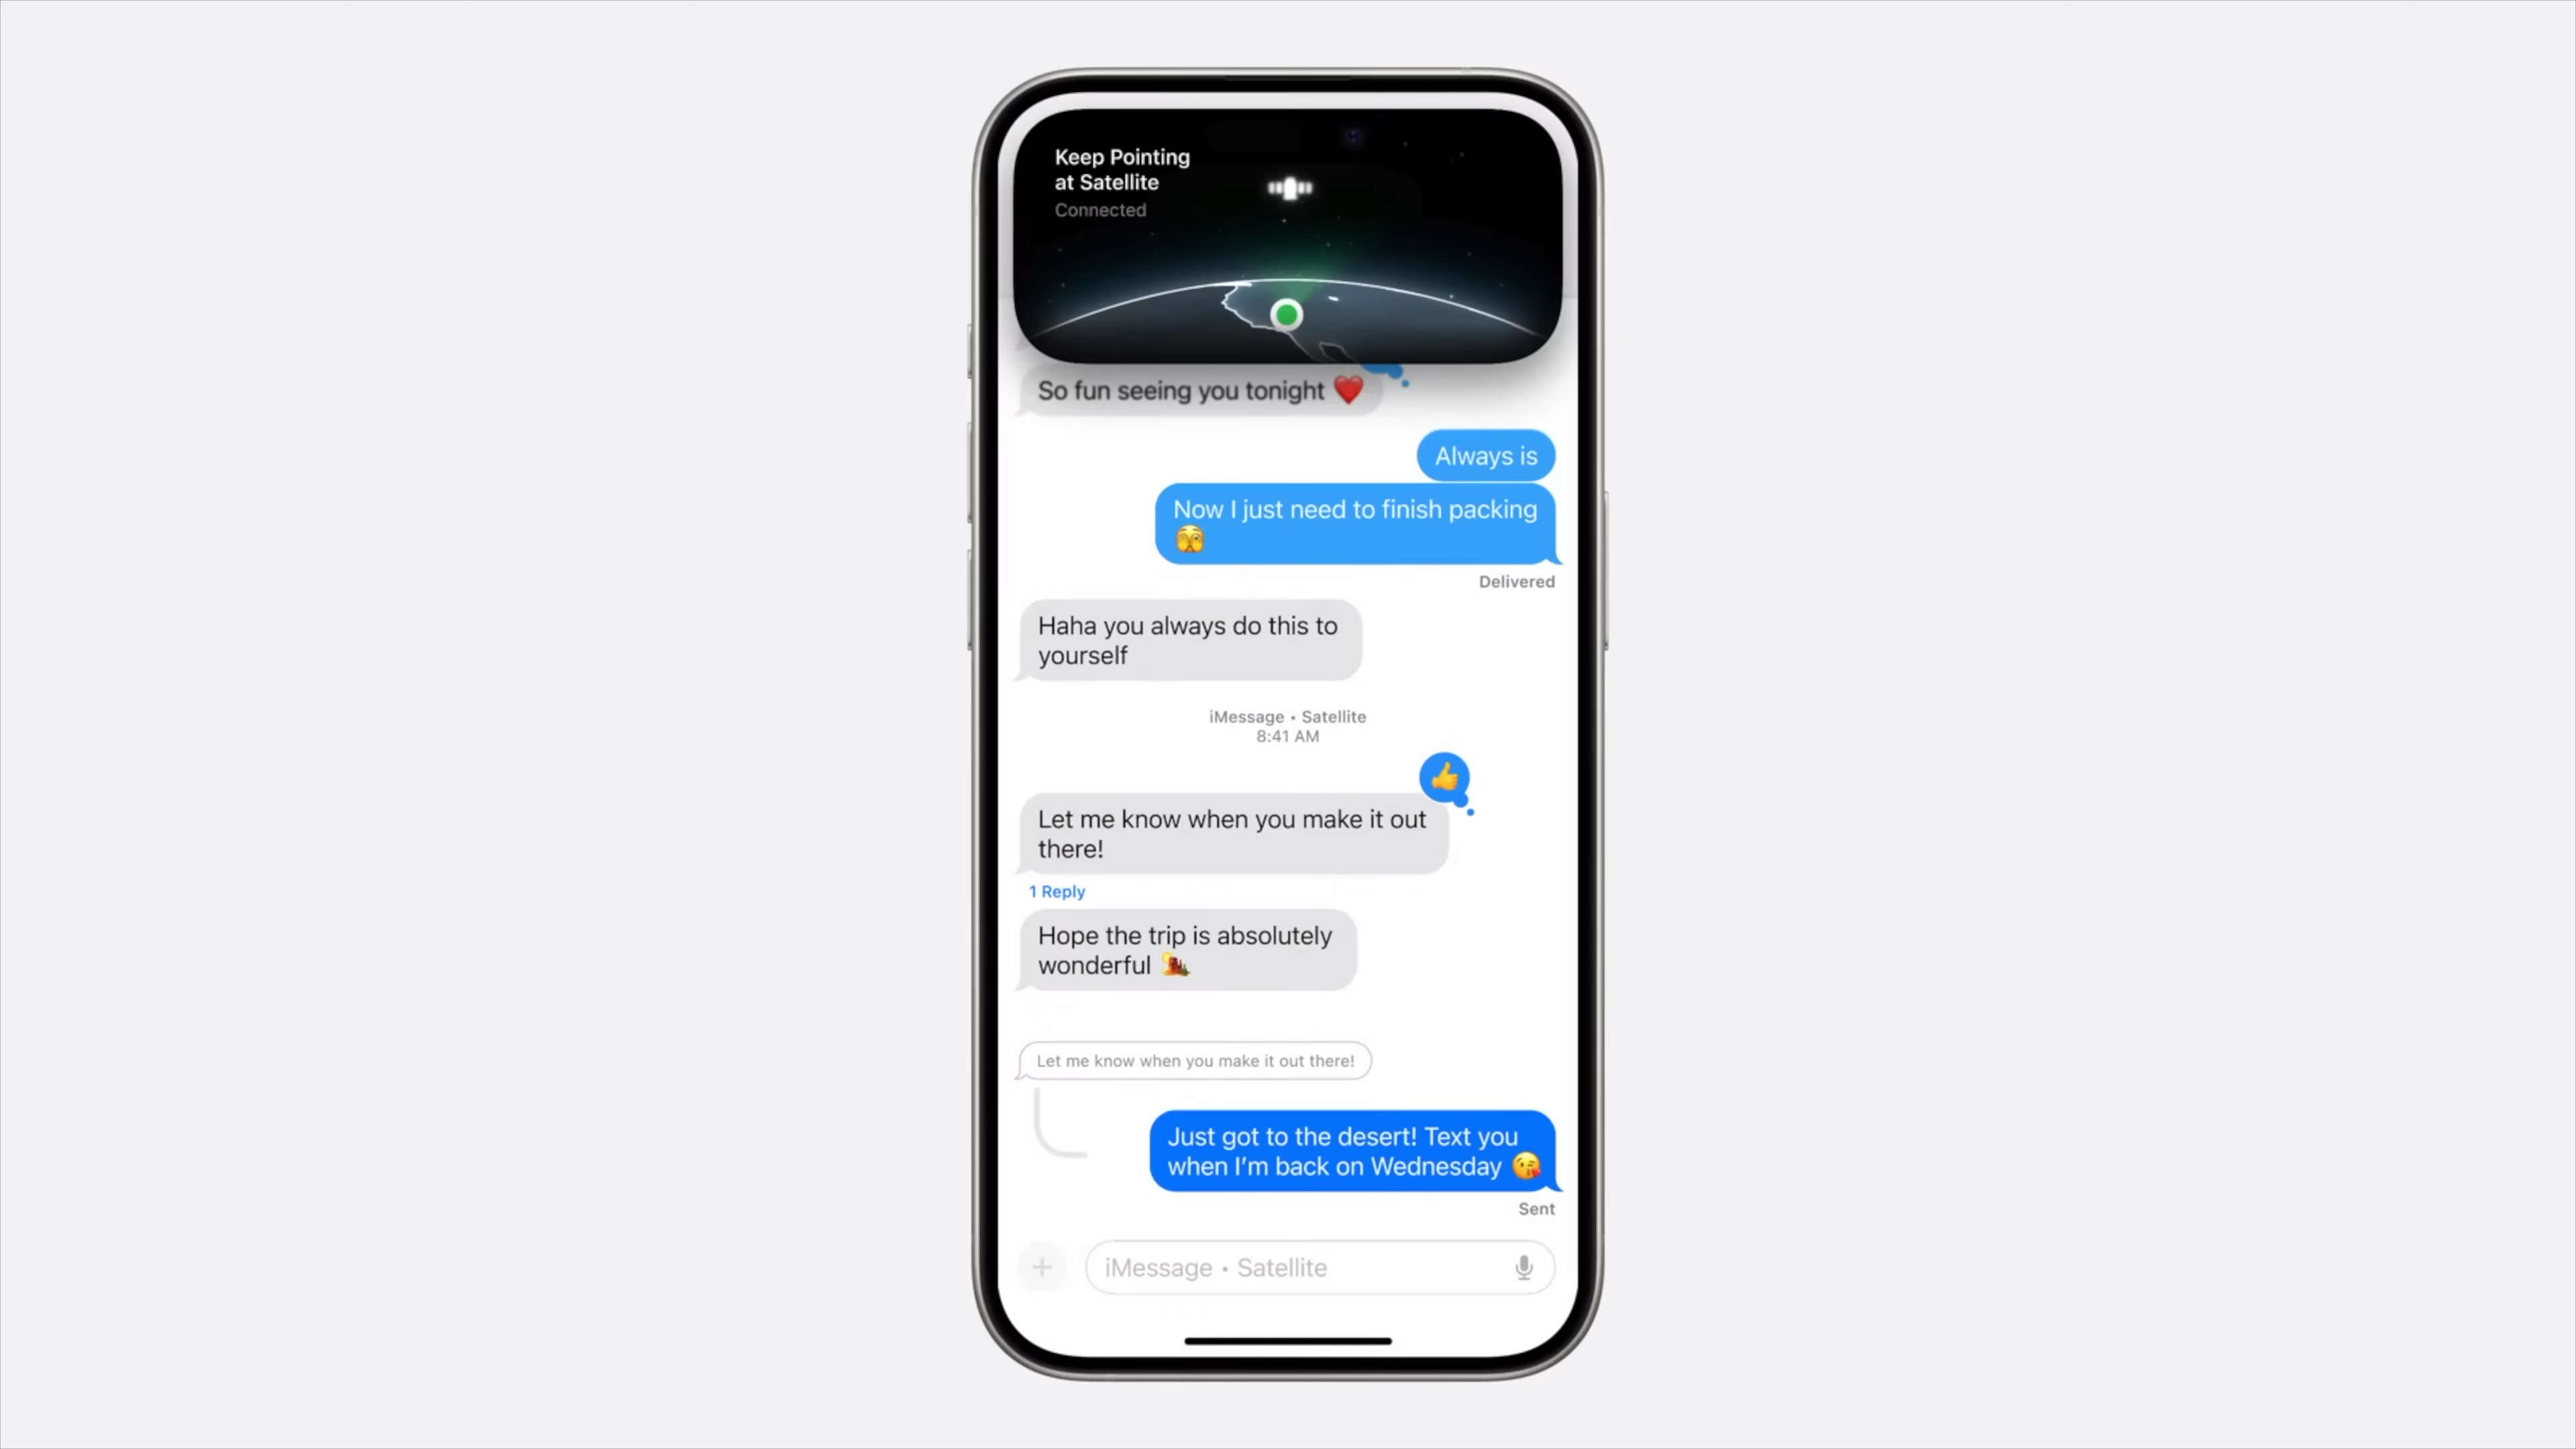 Keep Pointing
at Satellite
Connected
So fun seeing you tonight ❤️
Always is
Now I just need to finish packing
🫣
Delivered
Haha you always do this to
yourself
iMessage • Satellite
8:41 AM
👍
Let me know when you make it out
there!
1 Reply
Hope the trip is absolutely
wonderful 🏜️
Let me know when you make it out there!
Just got to the desert! Text you
when I’m back on Wednesday 😘
Sent
iMessage • Satellite